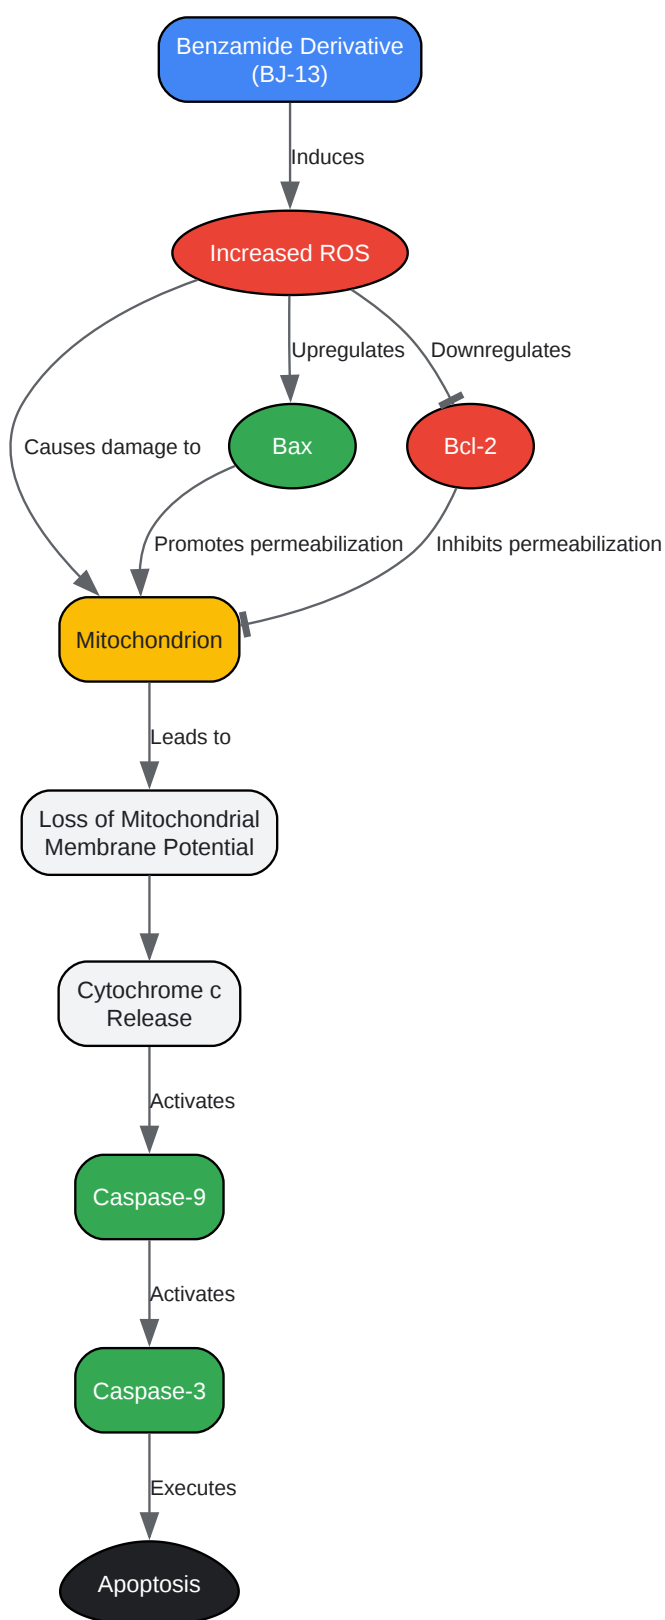 Benzamide Derivative
(BJ-13)
Induces
Increased ROS
Upregulates
Downregulates
Causes damage to
Bax
Bcl-2
Promotes permeabilization
Inhibits permeabilization
Mitochondrion
Leads to
Loss of Mitochondrial
Membrane Potential
Cytochrome c
Release
Activates
Caspase-9
Activates
Caspase-3
Executes
Apoptosis